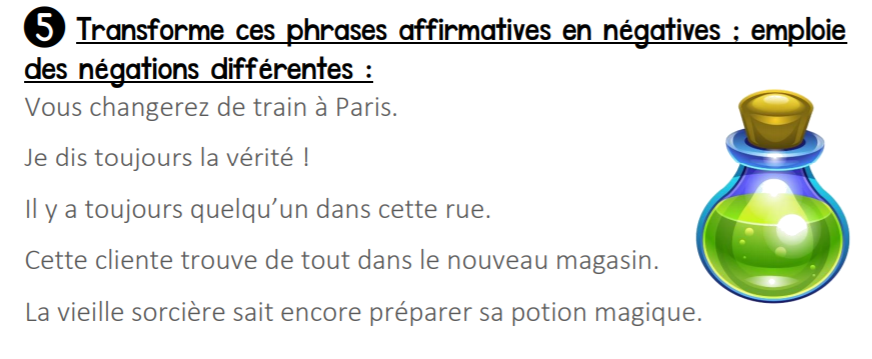 5 Transforme ces phrases affirmatives en négatives ; emploie
des négations différentes :
Vous changerez de train à Paris.
Je dis toujours la vérité !
Il y a toujours quelqu’un dans cette rue.
Cette cliente trouve de tout dans le nouveau magasin.
La vieille sorcière sait encore préparer sa potion magique.